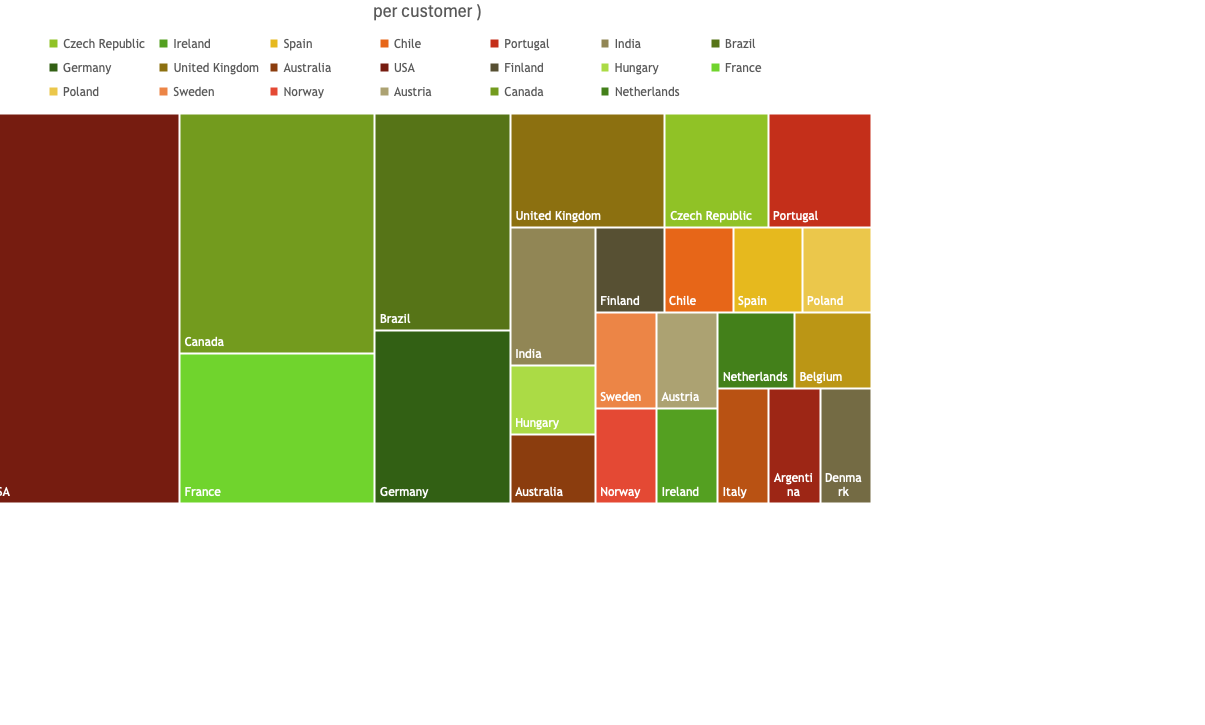 per customer )
Czech Republic Ireland Spain Chile Portugal India Brazil
Germany United Kingdom Australia USA Finland Hungary France
Poland Sweden Norway Austria Canada Netherlands
United Kingdom Czech Republic Portugal
Finland Chile Spain Poland
Brazil
Canada
India
Netherlands Belgium
Sweden Austria
Hungary
Argenti
na
Denma
rk
SA France Germany Australia Norway Ireland Italy